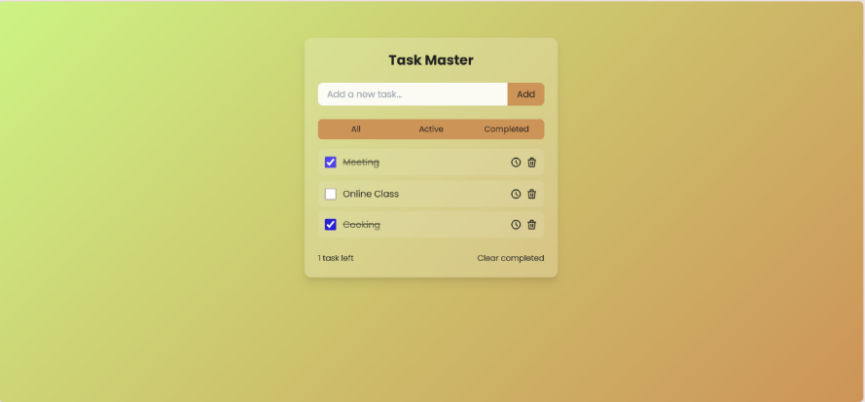 Task Master
Add a new task...
Add
All Active Completed
Meeting
Online Class
Cooking
1 task left Clear completed